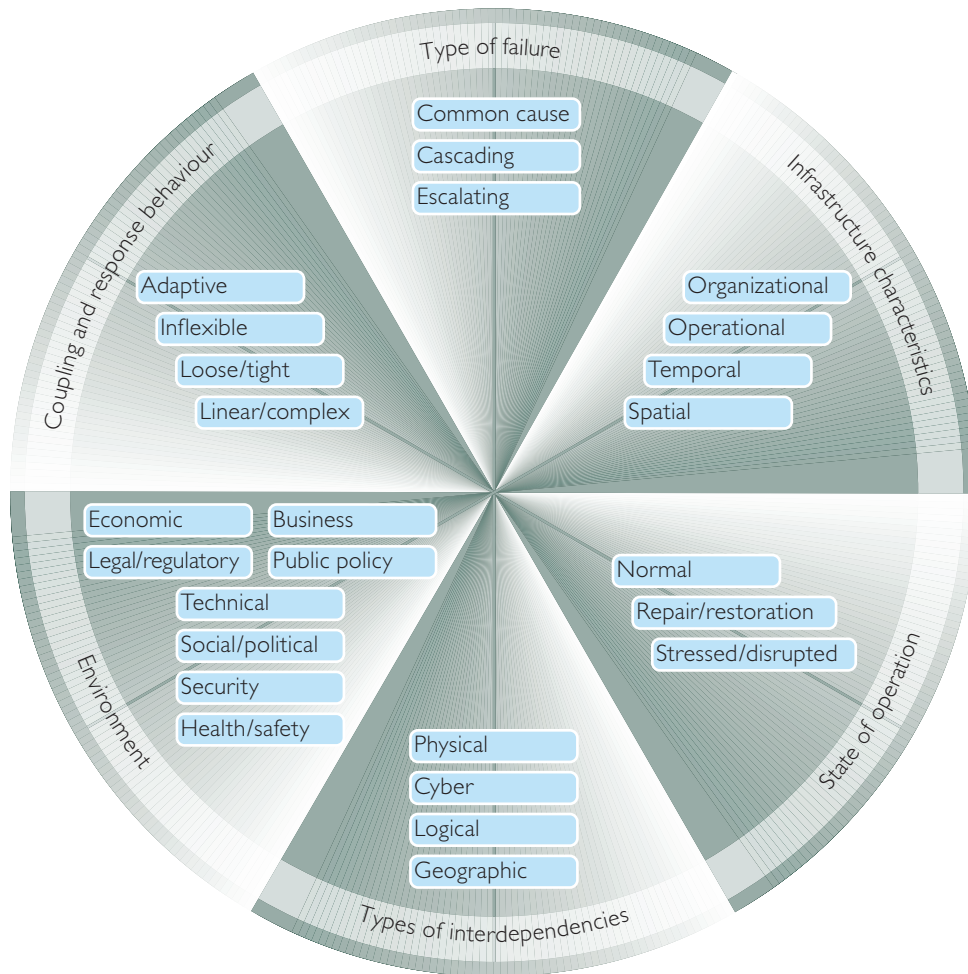 Type of failure
Common cause
Cascading
Escalating
Infrastructure characteristics
Organizational
Operational
Temporal
Spatial
State of operation
Normal
Repair/restoration
Stressed/disrupted
Types of interdependencies
Physical
Cyber
Logical
Geographic
Environment
Economic
Business
Legal/regulatory
Public policy
Technical
Social/political
Security
Health/safety
Coupling and response behaviour
Adaptive
Inflexible
Loose/tight
Linear/complex